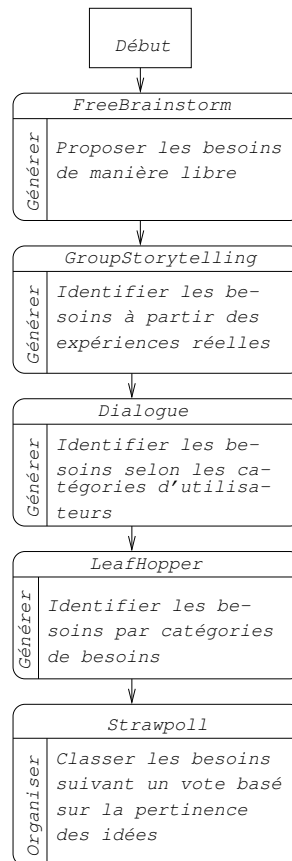 Début
FreeBrainstorm
Générer
Proposer les besoins
de manière libre
GroupStorytelling
Générer
Identifier les be-
soins à partir des
expériences réelles
Dialogue
Générer
Identifier les be-
soins selon les ca-
tégories d'utilisa-
teurs
LeafHopper
Générer
Identifier les be-
soins par catégories
de besoins
Strawpoll
Organiser
Classer les besoins
suivant un vote basé
sur la pertinence
des idées